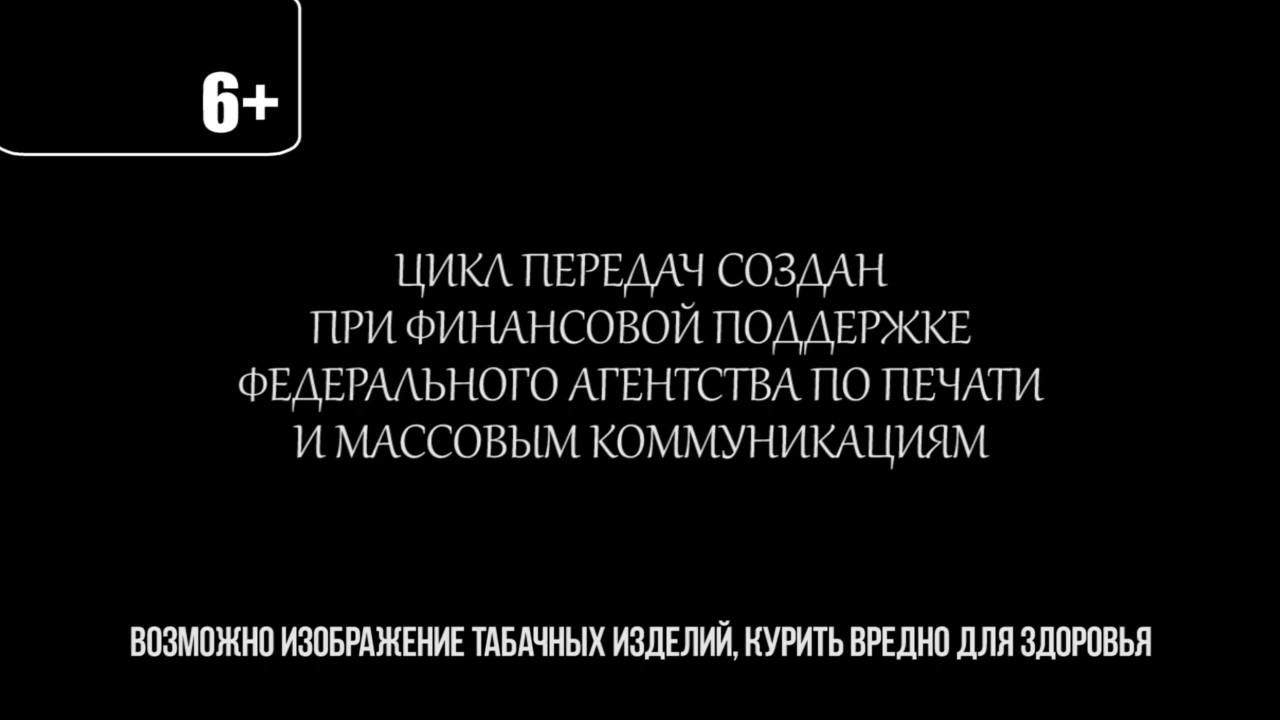 6+
ЦИКЛ ПЕРЕДАЧ СОЗДАН
ПРИ ФИНАНСОВОЙ ПОДДЕРЖКЕ
ФЕДЕРАЛЬНОГО АГЕНТСТВА ПО ПЕЧАТИ
И МАССОВЫМ КОММУНИКАЦИЯМ
ВОЗМОЖНО ИЗОБРАЖЕНИЕ ТАБАЧНЫХ ИЗДЕЛИЙ, КУРИТЬ ВРЕДНО ДЛЯ ЗДОРОВЬЯ